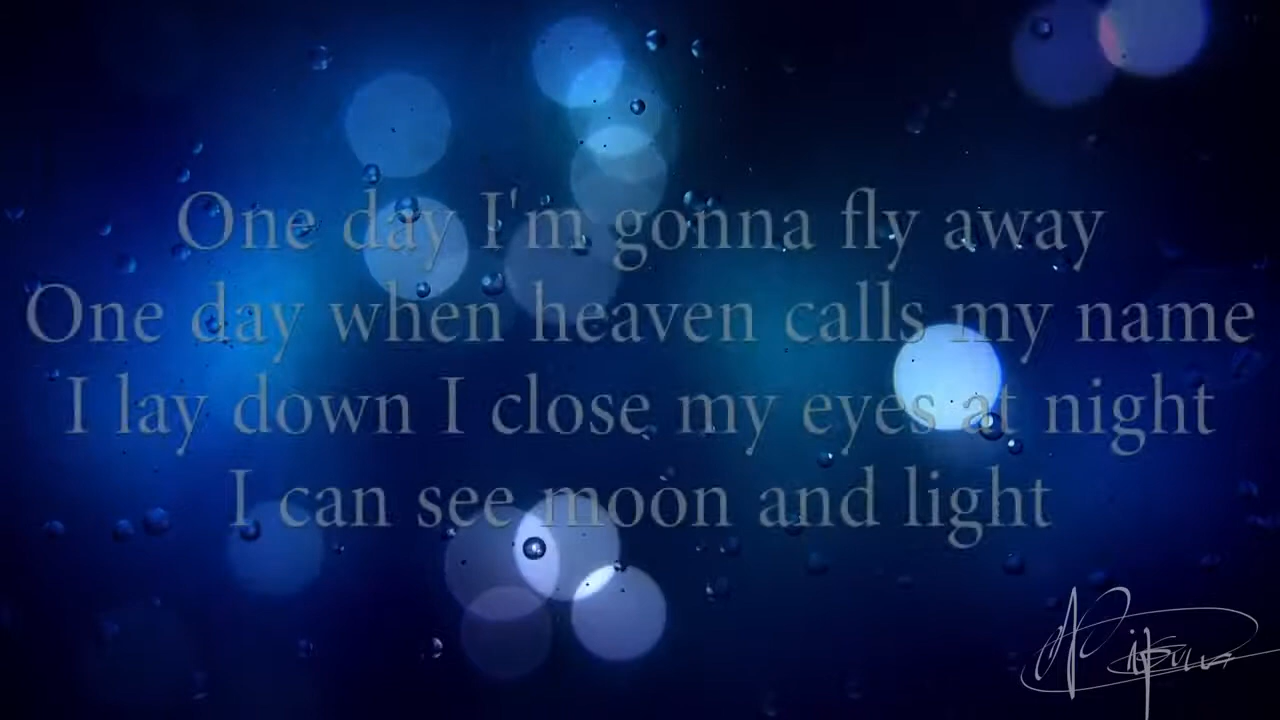 One day I'm gonna fly away
One day when heaven calls my name
I lay down I close my eyes at night
I can see moon and light